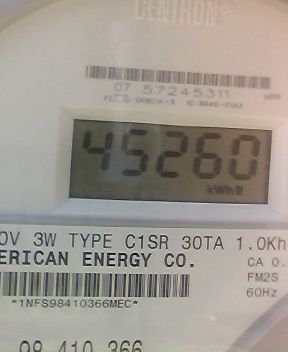 CENTRON®
07 57245311
45260
kWh
0V 3W TYPE C1SR 30TA 1.0Kh
ERICAN ENERGY CO.
CA 0.
FM2S
60Hz
*1NFS98410366MEC*
98 410 366